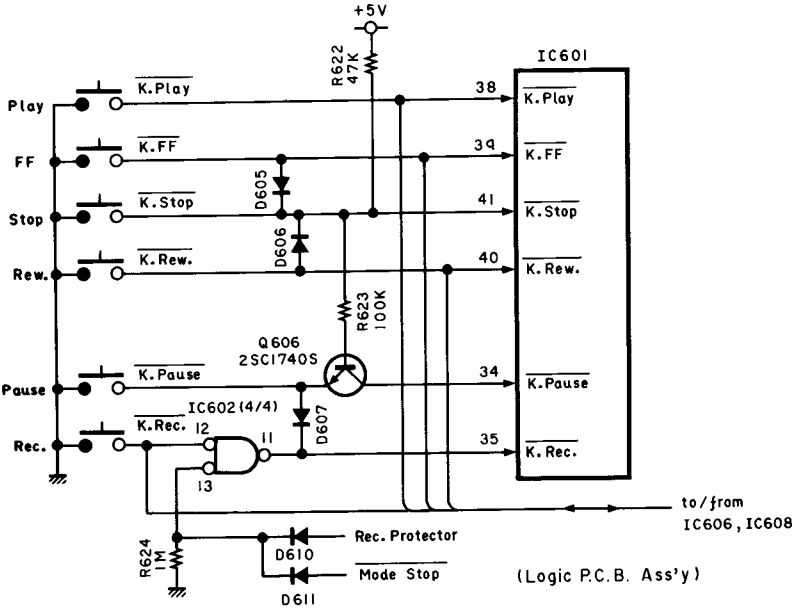 +5V
R622
47K
IC601
Play
K.Play
38
K.Play
FF
K.FF
39
K.FF
D605
Stop
K.Stop
41
K.Stop
D606
Rew.
K.Rew.
40
K.Rew.
R623
100K
Q606
2SC1740S
Pause
K.Pause
34
K.Pause
IC602(4/4)
D607
Rec.
K.Rec.
12
11
35
K.Rec.
13
to/from
IC606, IC608
R624
1M
D610
Rec. Protector
D611
Mode Stop
(Logic P.C.B. Ass'y)